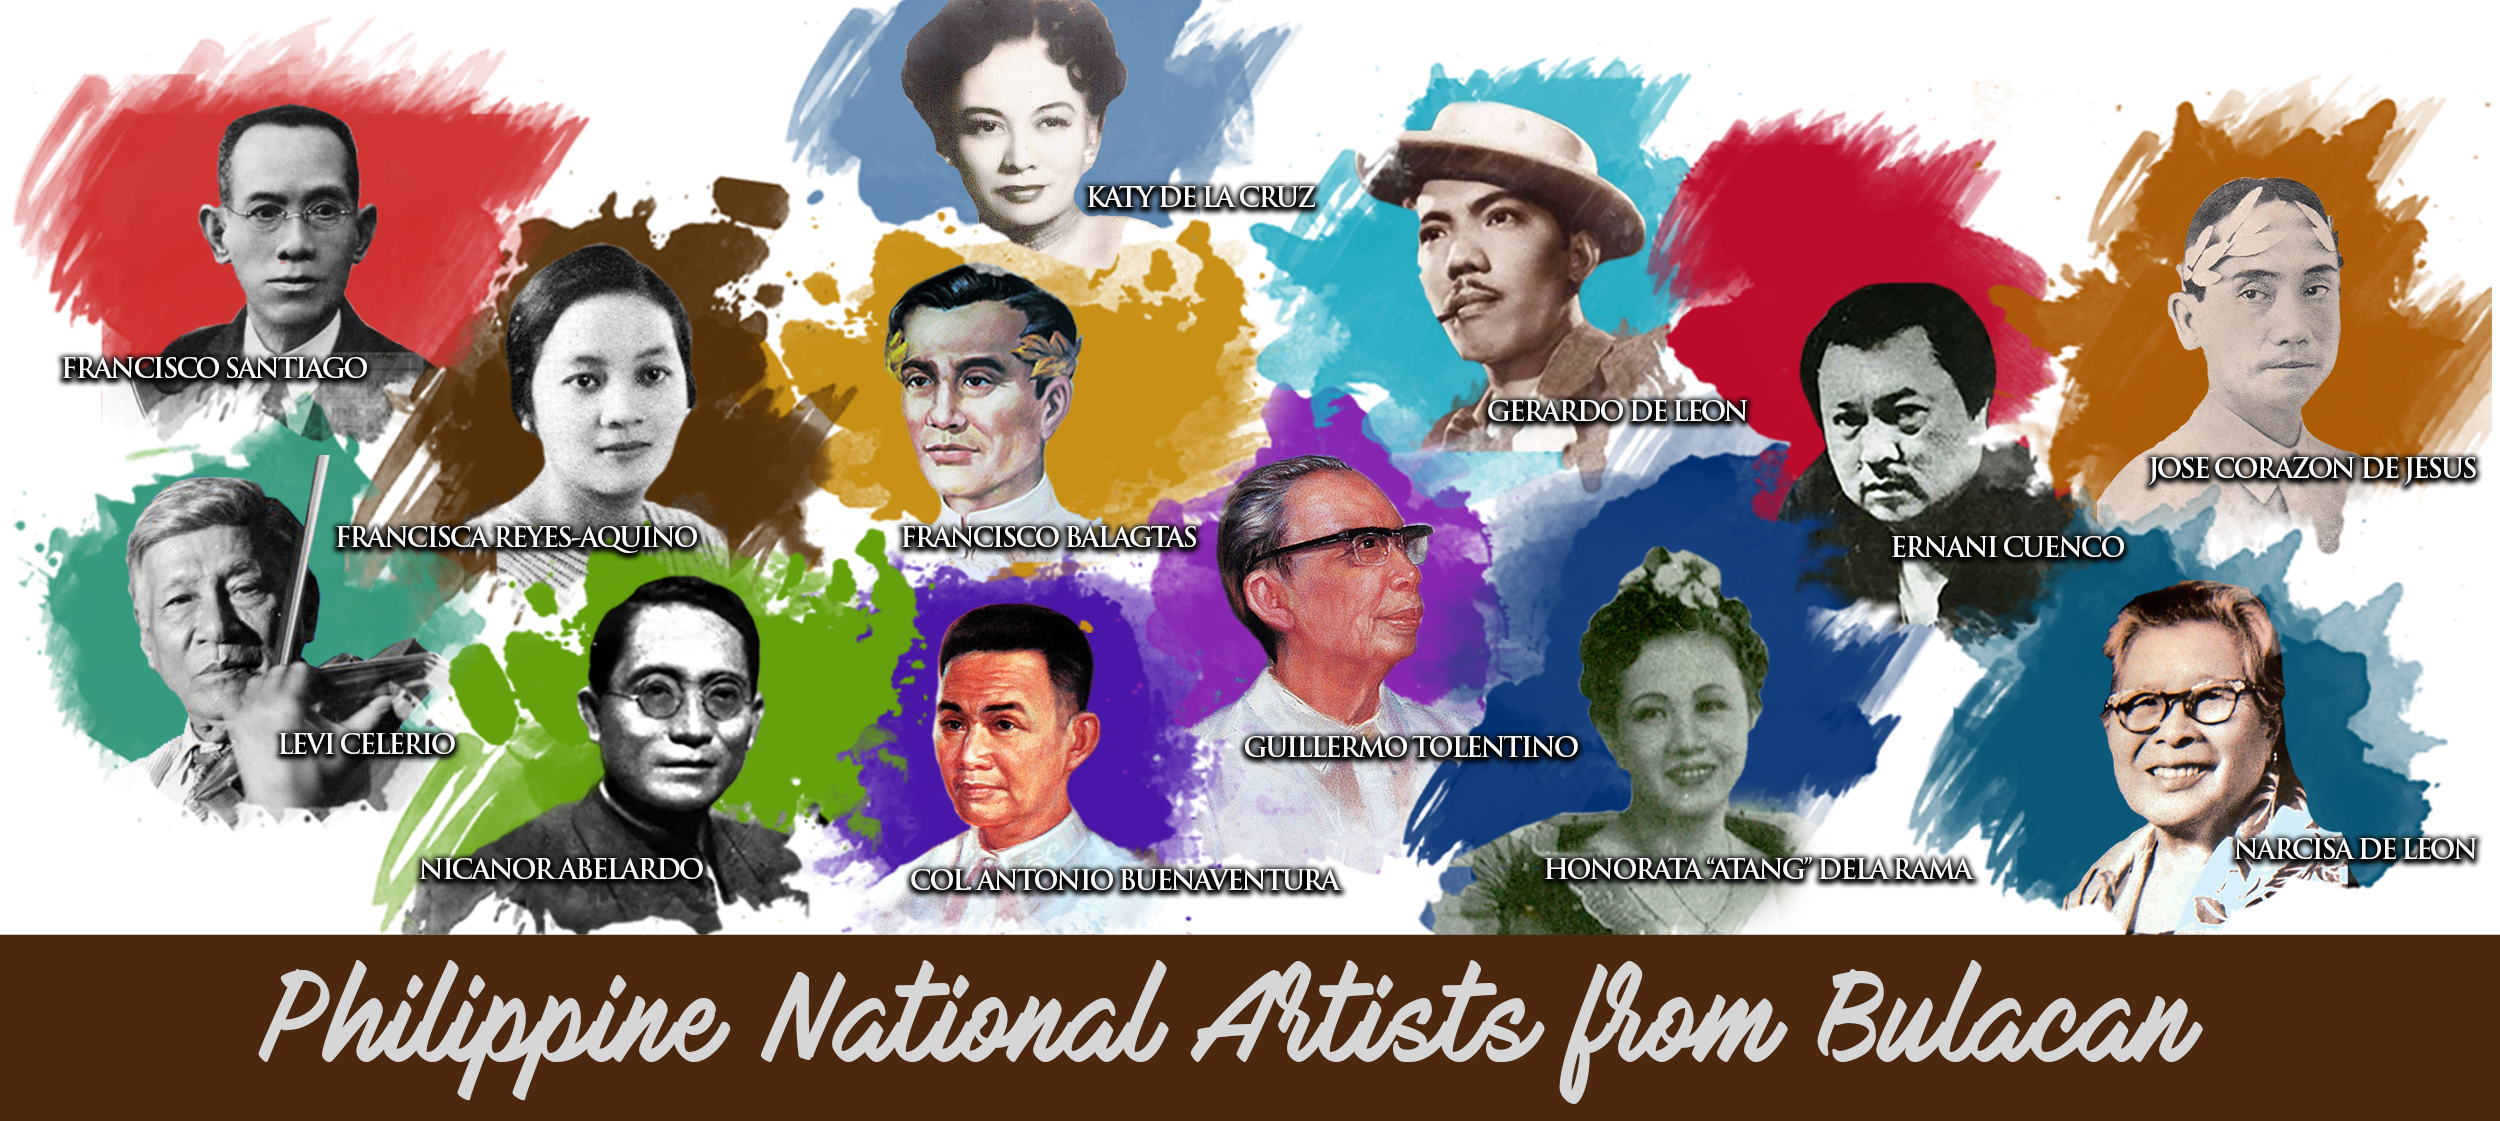 KATY DE LA CRUZ
FRANCISCO SANTIAGO
GERARDO DE LEON
JOSE CORAZON DE JESUS
FRANCISCA REYES-AQUINO
FRANCISCO BALAGTAS
ERNANI CUENCO
LEVI CELERIO
GUILLERMO TOLENTINO
NARCISA DE LEON
NICANOR ABELARDO
COL. ANTONIO BUENAVENTURA
HONORATA “ATANG” DELA RAMA
Philippine National Artists from Bulacan